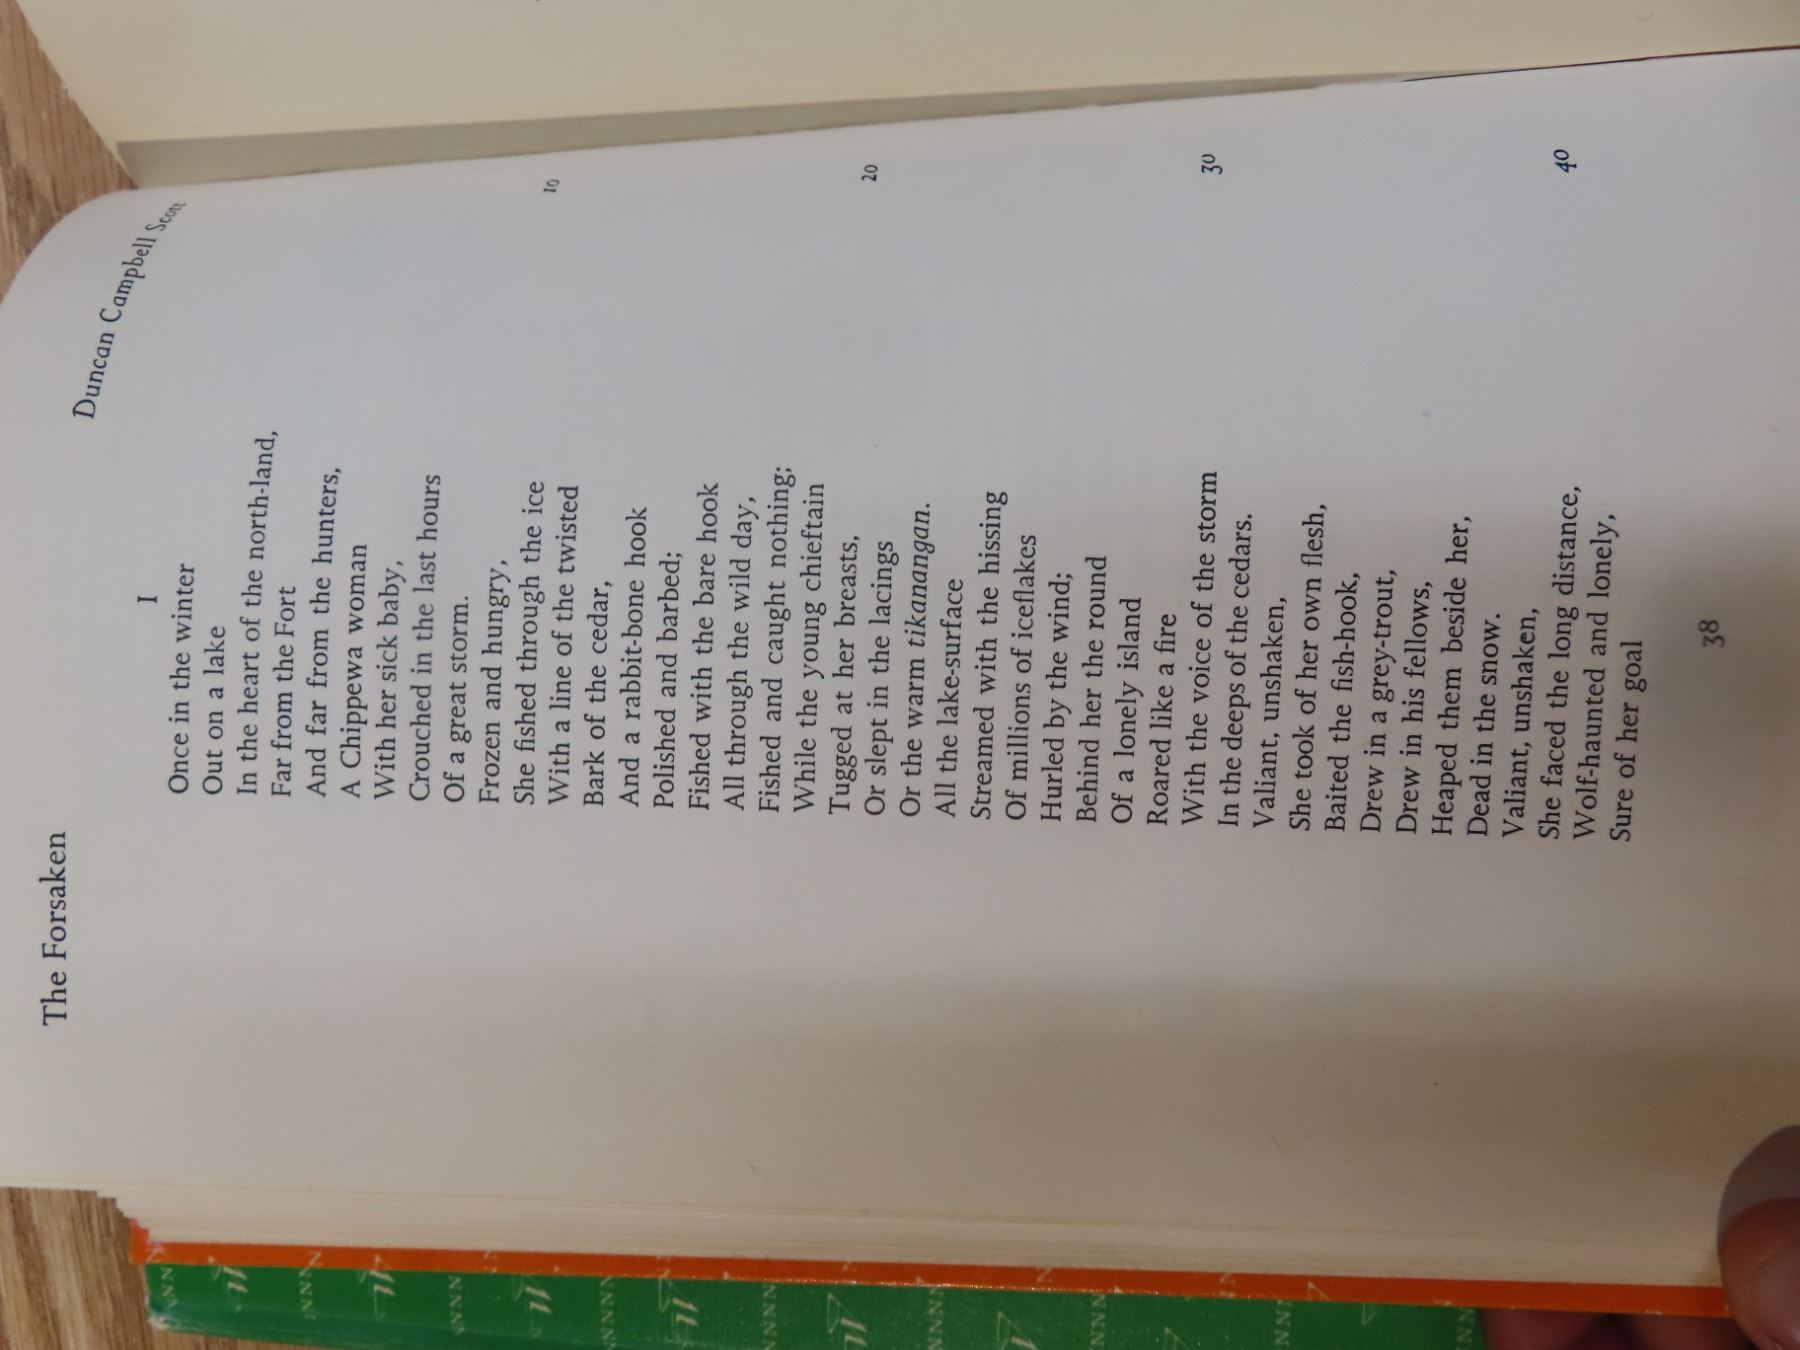 The Forsaken
Duncan Campbell Scott
I
Once in the winter
Out on a lake
In the heart of the north-land,
Far from the Fort
And far from the hunters,
A Chippewa woman
With her sick baby,
Crouched in the last hours
Of a great storm.
Frozen and hungry, 10
She fished through the ice
With a line of the twisted
Bark of the cedar,
And a rabbit-bone hook
Polished and barbed;
Fished with the bare hook
All through the wild day,
Fished and caught nothing;
While the young chieftain
Tugged at her breasts, 20
Or slept in the lacings
Or the warm tikanangan.
All the lake-surface
Streamed with the hissing
Of millions of iceflakes
Hurled by the wind;
Behind her the round
Of a lonely island
Roared like a fire
With the voice of the storm 30
In the deeps of the cedars.
Valiant, unshaken,
She took of her own flesh,
Baited the fish-hook,
Drew in a grey-trout,
Drew in his fellows,
Heaped them beside her,
Dead in the snow.
Valiant, unshaken,
She faced the long distance, 40
Wolf-haunted and lonely,
Sure of her goal
38